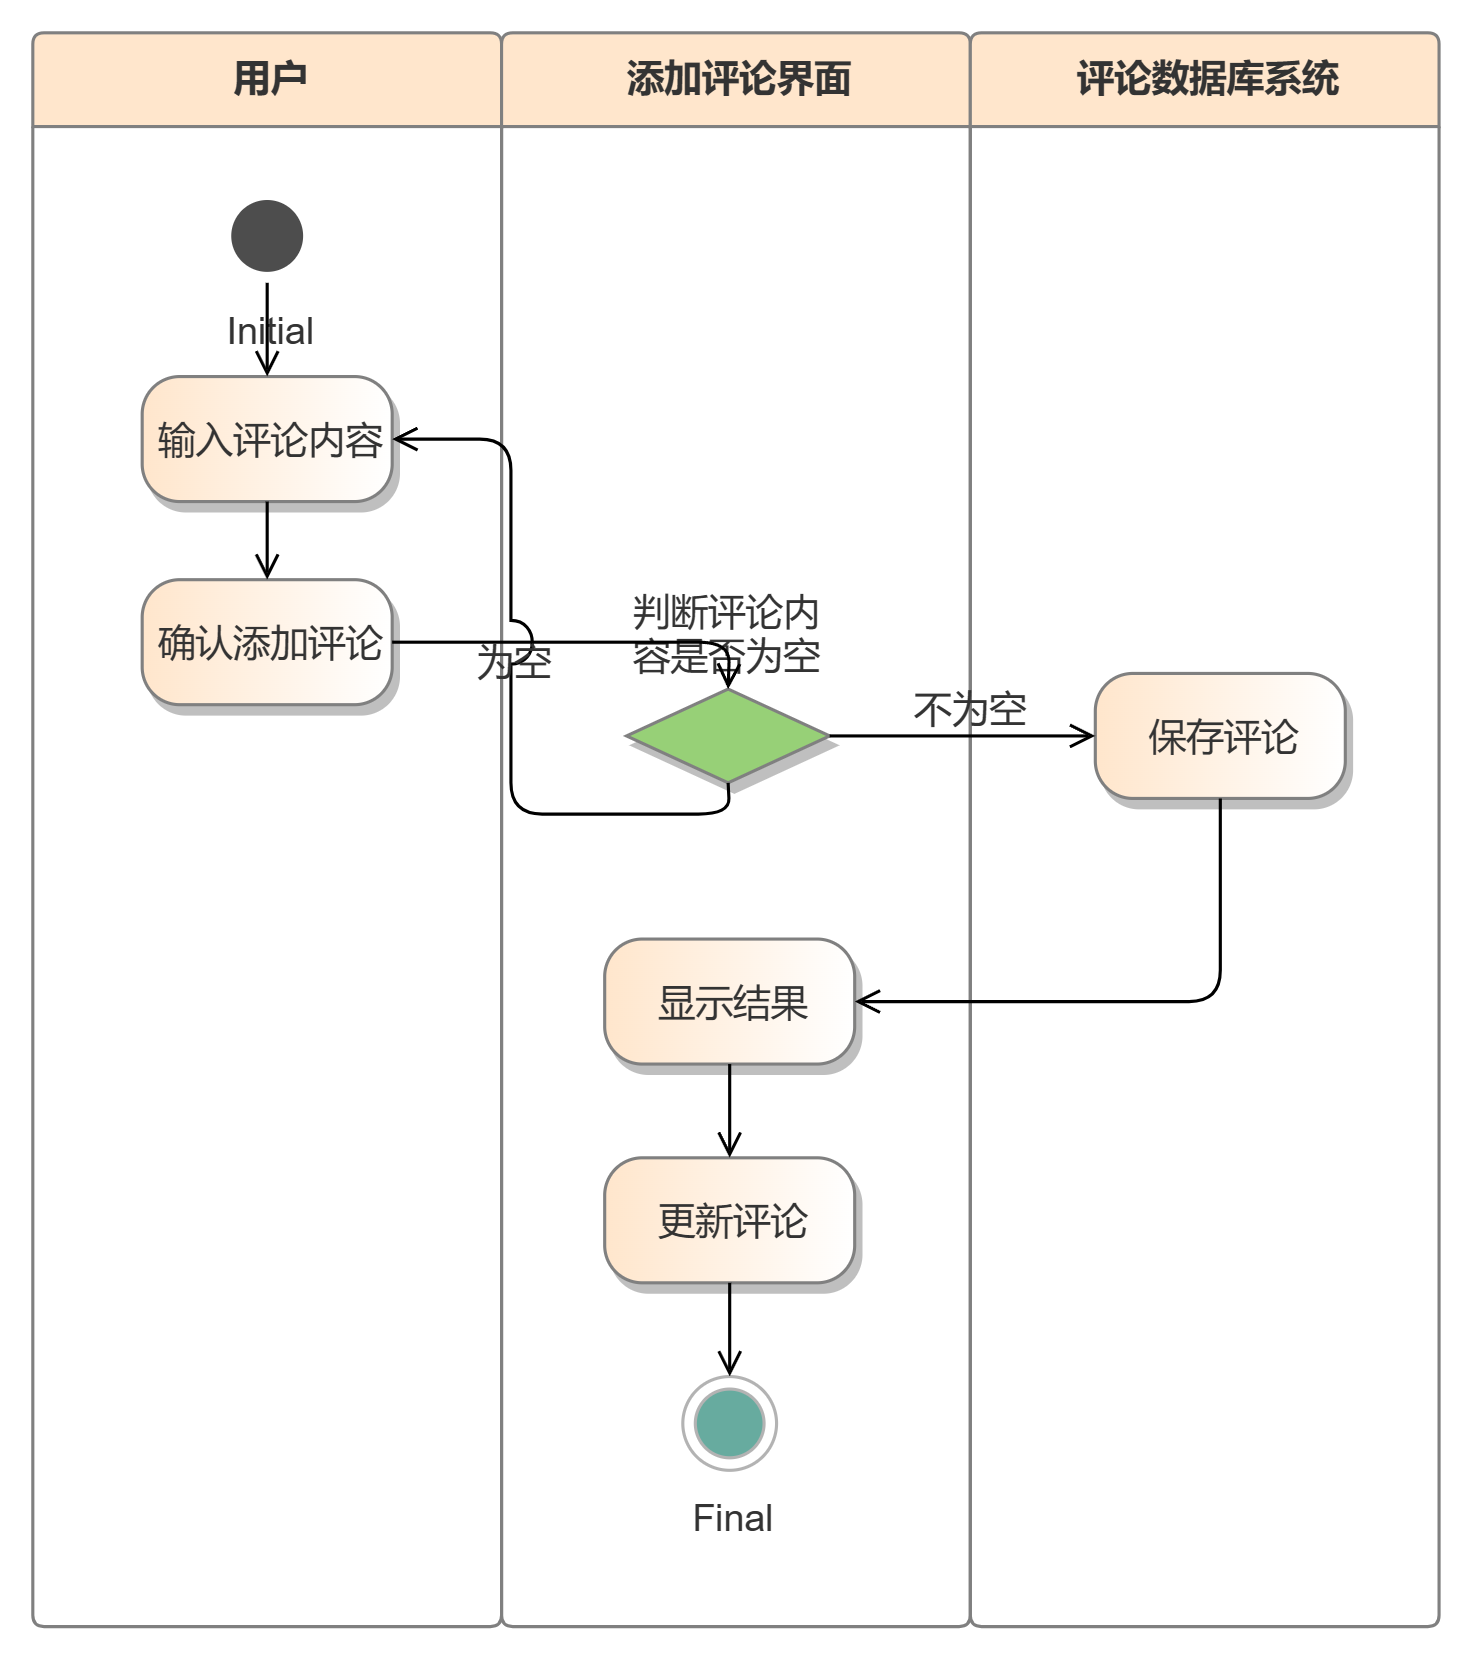 用户
添加评论界面
评论数据库系统
Initial
输入评论内容
确认添加评论
为空
判断评论内
容是否为空
不为空
保存评论
显示结果
更新评论
Final